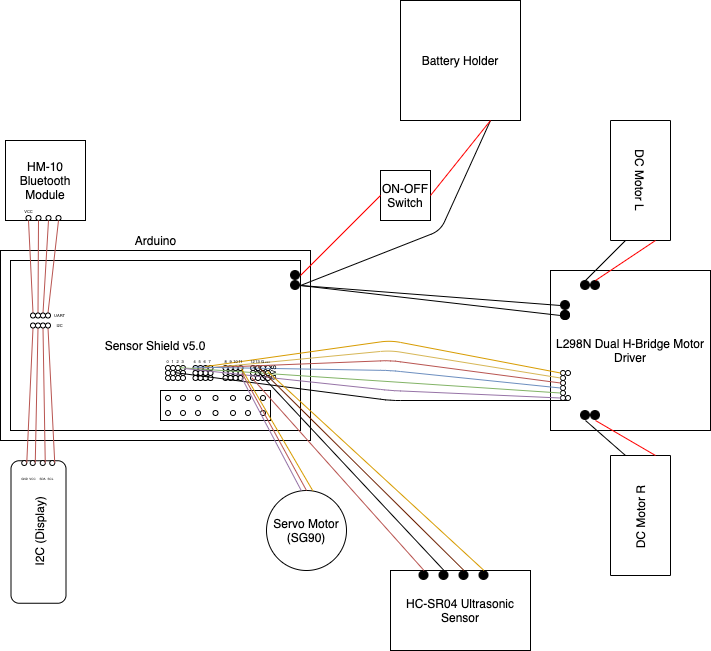 Battery Holder
HM-10
Bluetooth
Module
VCC
ON-OFF
Switch
DC Motor L
Arduino
UART
I2C
Sensor Shield v5.0
L298N Dual H-Bridge Motor
Driver
0 1 2 3 4 5 6 7 8 9 10 11 12 13
GND VCC SDA SCL
I2C (Display)
Servo Motor
(SG90)
DC Motor R
HC-SR04 Ultrasonic
Sensor